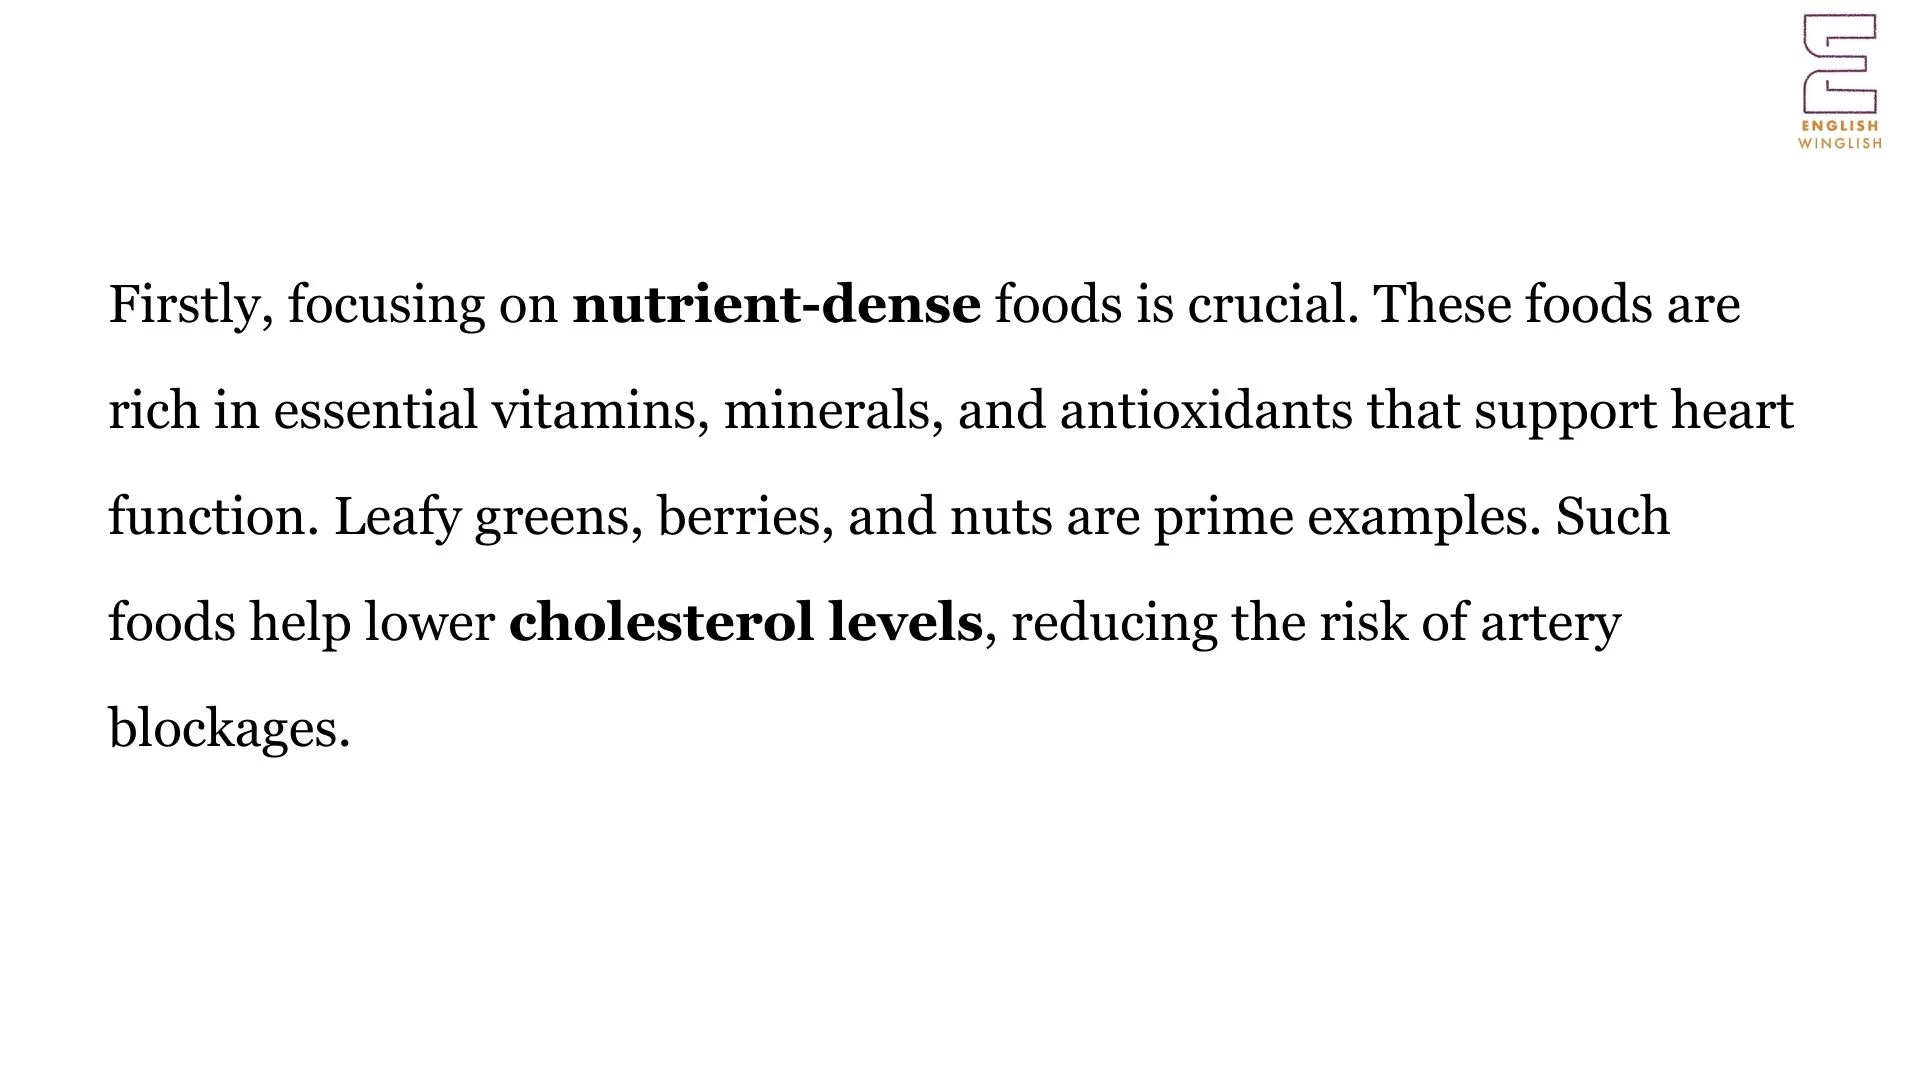 ENGLISH
WINGLISH
Firstly, focusing on nutrient-dense foods is crucial. These foods are
rich in essential vitamins, minerals, and antioxidants that support heart
function. Leafy greens, berries, and nuts are prime examples. Such
foods help lower cholesterol levels, reducing the risk of artery
blockages.